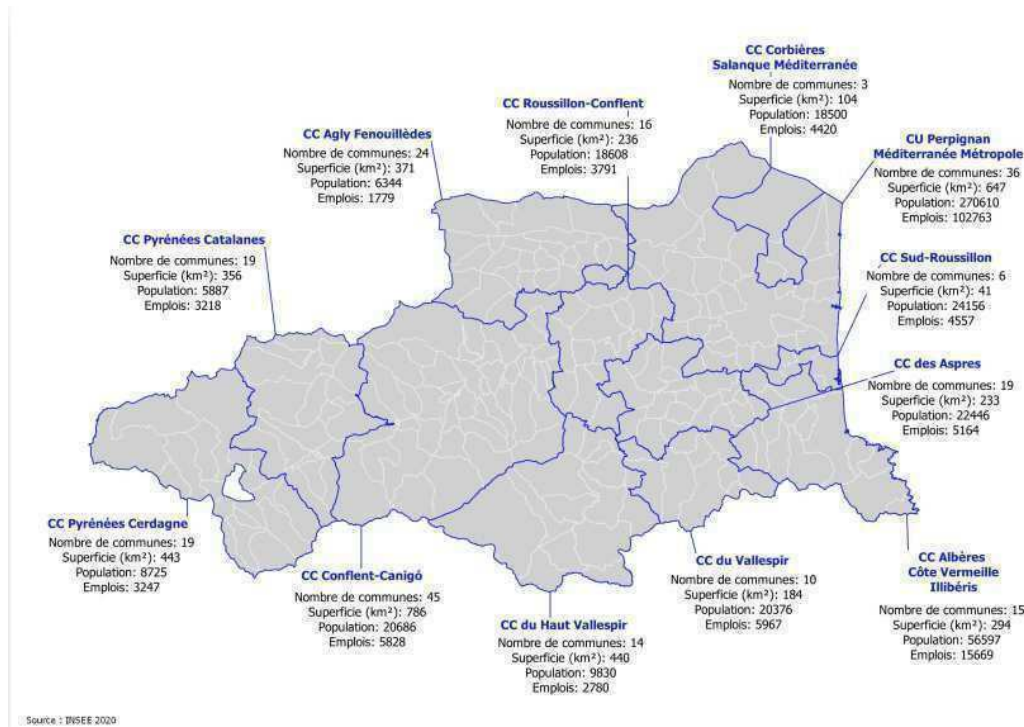 CC Corbières
Salanque Méditerranée
Nombre de communes: 3
Superficie (km²): 104
Population: 18500
Emplois: 4420
CC Roussillon-Conflent
Nombre de communes: 16
Superficie (km²): 236
Population: 18608
Emplois: 3791
CC Agly Fenouillèdes
Nombre de communes: 24
Superficie (km²): 371
Population: 6344
Emplois: 1779
CU Perpignan
Méditerranée Métropole
Nombre de communes: 36
Superficie (km²): 647
Population: 270610
Emplois: 102763
CC Pyrénées Catalanes
Nombre de communes: 19
Superficie (km²): 356
Population: 5887
Emplois: 3218
CC Sud-Roussillon
Nombre de communes: 6
Superficie (km²): 41
Population: 24156
Emplois: 4557
CC des Aspres
Nombre de communes: 19
Superficie (km²): 233
Population: 22446
Emplois: 5164
CC Pyrénées Cerdagne
Nombre de communes: 19
Superficie (km²): 443
Population: 8725
Emplois: 3247
CC Conflent-Canigó
Nombre de communes: 45
Superficie (km²): 786
Population: 20686
Emplois: 5828
CC du Haut Vallespir
Nombre de communes: 14
Superficie (km²): 440
Population: 9830
Emplois: 2780
CC du Vallespir
Nombre de communes: 10
Superficie (km²): 184
Population: 20376
Emplois: 5967
CC Albères
Côte Vermeille
Illibéris
Nombre de communes: 15
Superficie (km²): 294
Population: 56597
Emplois: 15669
Source : INSEE 2020